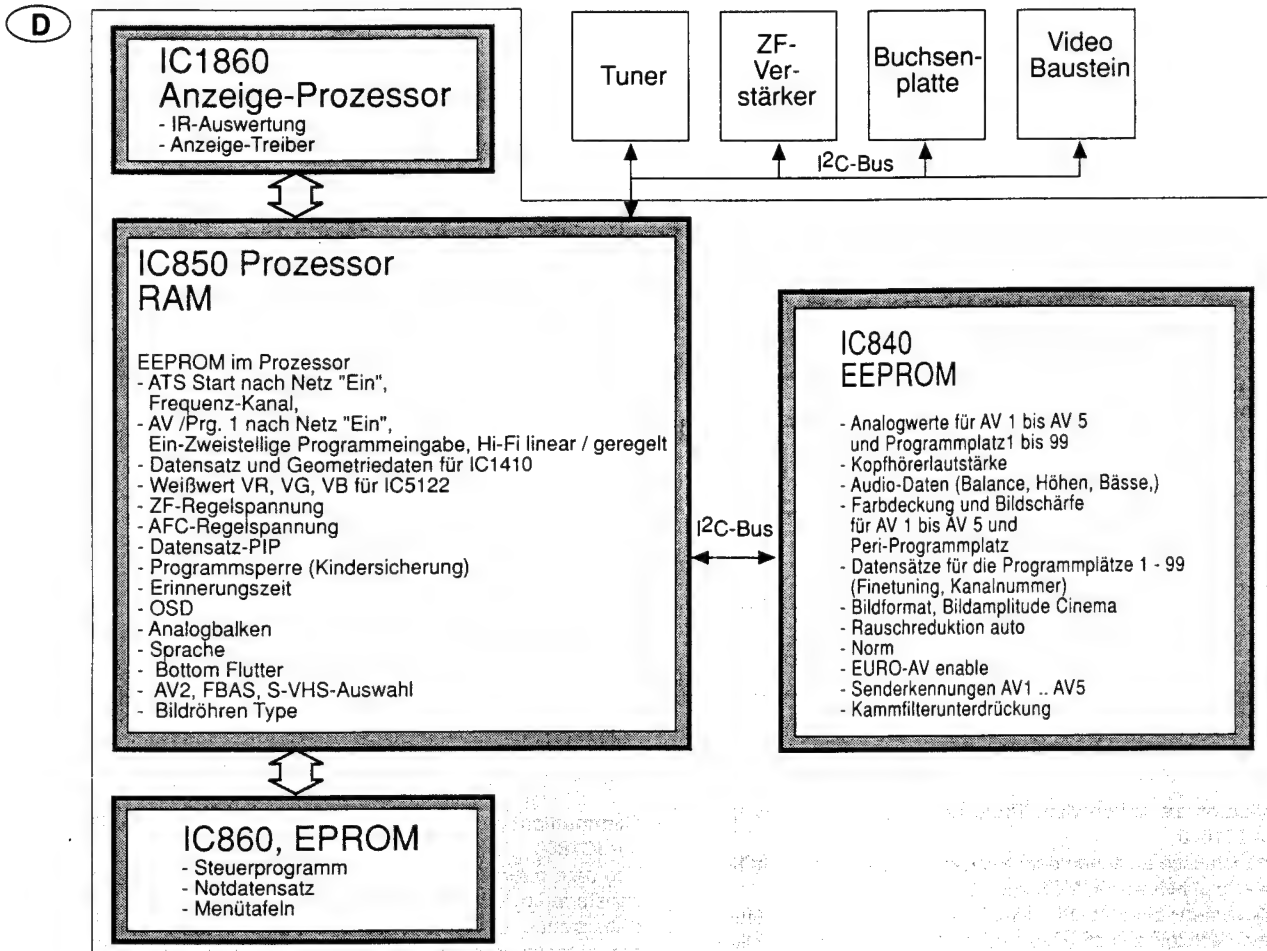 D
IC1860
Anzeige-Prozessor
- IR-Auswertung
- Anzeige-Treiber
Tuner
ZF-
Ver-
stärker
Buchsen-
platte
Video
Baustein
I²C-Bus
IC850 Prozessor
RAM
EEPROM im Prozessor
- ATS Start nach Netz "Ein",
Frequenz-Kanal,
- AV /Prg. 1 nach Netz "Ein",
Ein-Zweistellige Programmeingabe, Hi-Fi linear / geregelt
- Datensatz und Geometriedaten für IC1410
- Weißwert VR, VG, VB für IC5122
- ZF-Regelspannung
- AFC-Regelspannung
- Datensatz-PIP
- Programmsperre (Kindersicherung)
- Erinnerungszeit
- OSD
- Analogbalken
- Sprache
- Bottom Flutter
- AV2, FBAS, S-VHS-Auswahl
- Bildröhren Type
I²C-Bus
IC840
EEPROM
- Analogwerte für AV 1 bis AV 5
und Programmplatz1 bis 99
- Kopfhörerlautstärke
- Audio-Daten (Balance, Höhen, Bässe,)
- Farbdeckung und Bildschärfe
für AV 1 bis AV 5 und
Peri-Programmplatz
- Datensätze für die Programmplätze 1 - 99
(Finetuning, Kanalnummer)
- Bildformat, Bildamplitude Cinema
- Rauschreduktion auto
- Norm
- EURO-AV enable
- Senderkennungen AV1 .. AV5
- Kammfilterunterdrückung
IC860, EPROM
- Steuerprogramm
- Notdatensatz
- Menütafeln